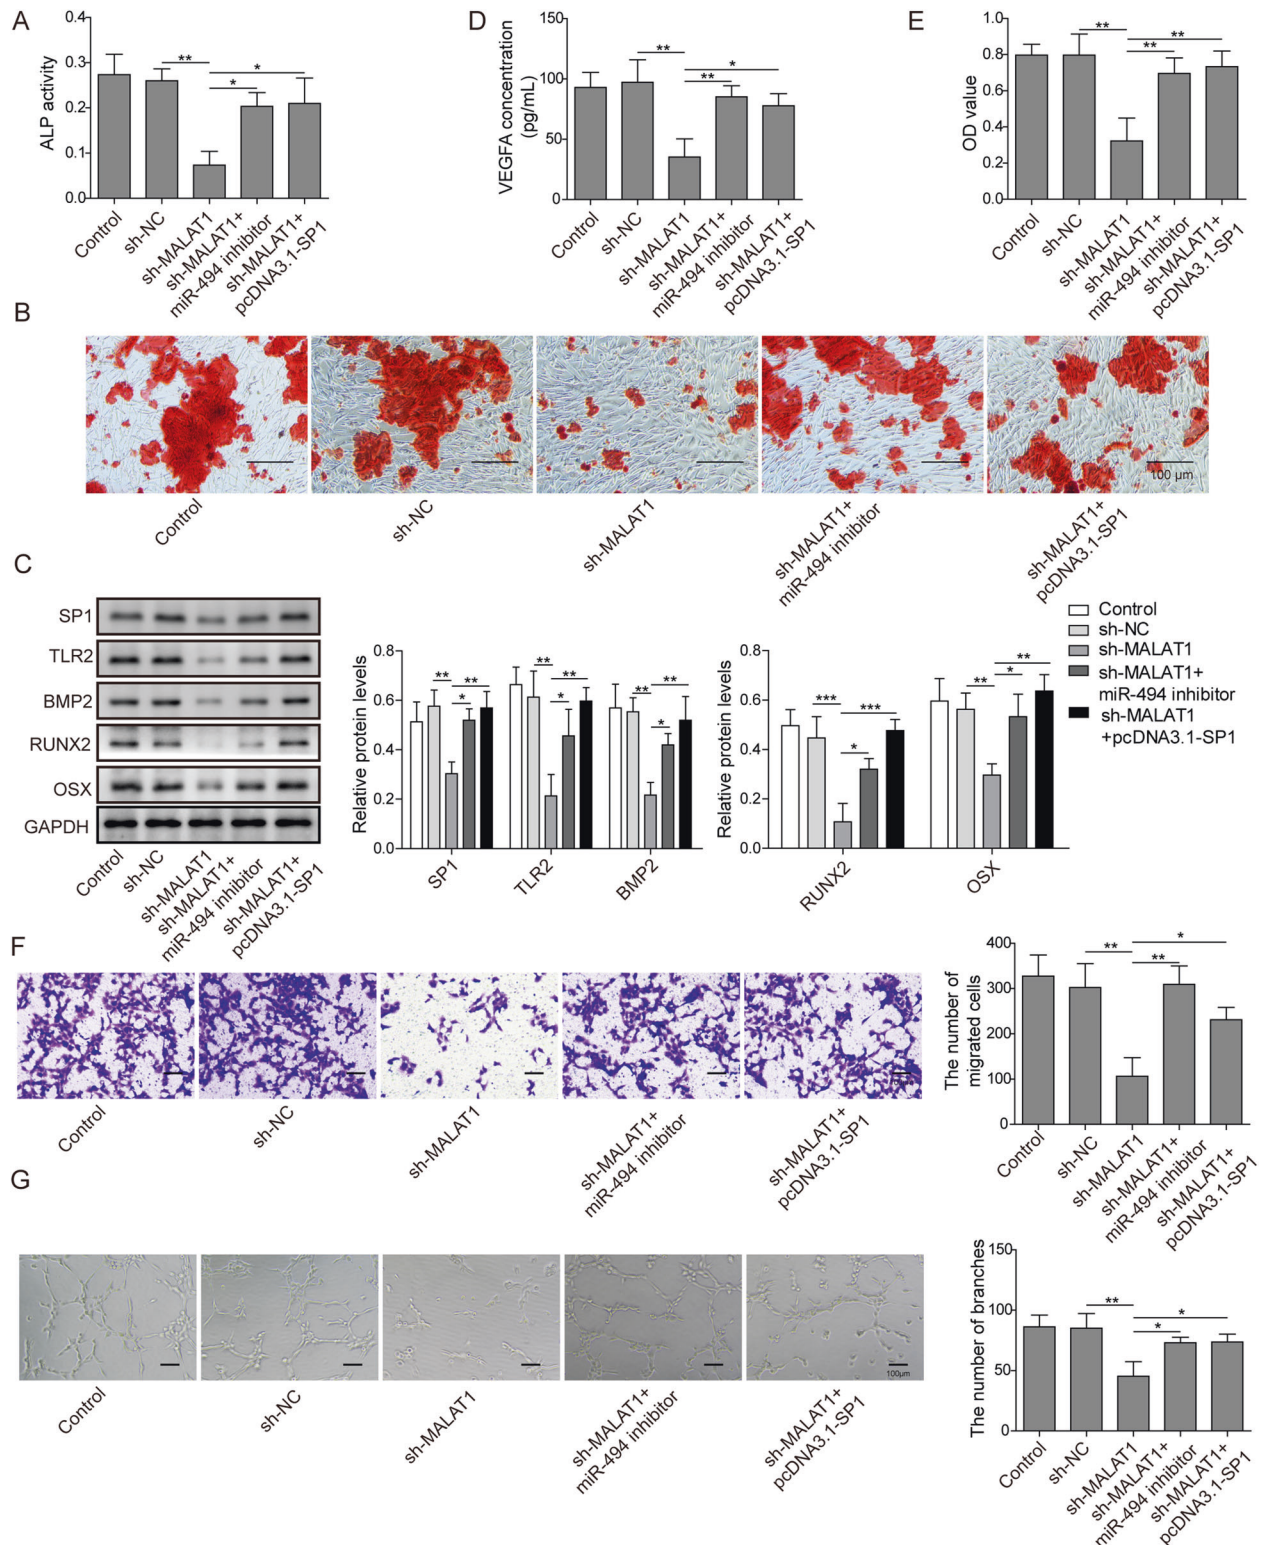 A
ALP activity
0.4
0.3
0.2
0.1
0.0
**
*
*
Control
sh-NC
sh-MALAT1
sh-MALAT1+
miR-494 inhibitor
sh-MALAT1+
pcDNA3.1-SP1
D
VEGFA concentration
(pg/mL)
150
100
50
0
**
*
**
Control
sh-NC
sh-MALAT1
sh-MALAT1+
miR-494 inhibitor
sh-MALAT1+
pcDNA3.1-SP1
E
OD value
1.0
0.8
0.6
0.4
0.2
0.0
**
**
**
Control
sh-NC
sh-MALAT1
sh-MALAT1+
miR-494 inhibitor
sh-MALAT1+
pcDNA3.1-SP1
B
100 µm
Control
sh-NC
sh-MALAT1
sh-MALAT1+
miR-494 inhibitor
sh-MALAT1+
pcDNA3.1-SP1
C
SP1
TLR2
BMP2
RUNX2
OSX
GAPDH
Control
sh-NC
sh-MALAT1
sh-MALAT1+
miR-494 inhibitor
sh-MALAT1+
pcDNA3.1-SP1
Relative protein levels
0.8
0.6
0.4
0.2
0.0
**
**
*
**
**
*
**
**
*
SP1
TLR2
BMP2
Relative protein levels
0.8
0.6
0.4
0.2
0.0
***
***
*
**
**
*
RUNX2
OSX
Control
sh-NC
sh-MALAT1
sh-MALAT1+
miR-494 inhibitor
sh-MALAT1
+pcDNA3.1-SP1
F
Control
sh-NC
sh-MALAT1
sh-MALAT1+
miR-494 inhibitor
sh-MALAT1+
pcDNA3.1-SP1
The number of
migrated cells
400
300
200
100
0
**
*
**
Control
sh-NC
sh-MALAT1
sh-MALAT1+
miR-494 inhibitor
sh-MALAT1+
pcDNA3.1-SP1
G
100µm
Control
sh-NC
sh-MALAT1
sh-MALAT1+
miR-494 inhibitor
sh-MALAT1+
pcDNA3.1-SP1
The number of branches
150
100
50
0
**
*
*
Control
sh-NC
sh-MALAT1
sh-MALAT1+
miR-494 inhibitor
sh-MALAT1+
pcDNA3.1-SP1